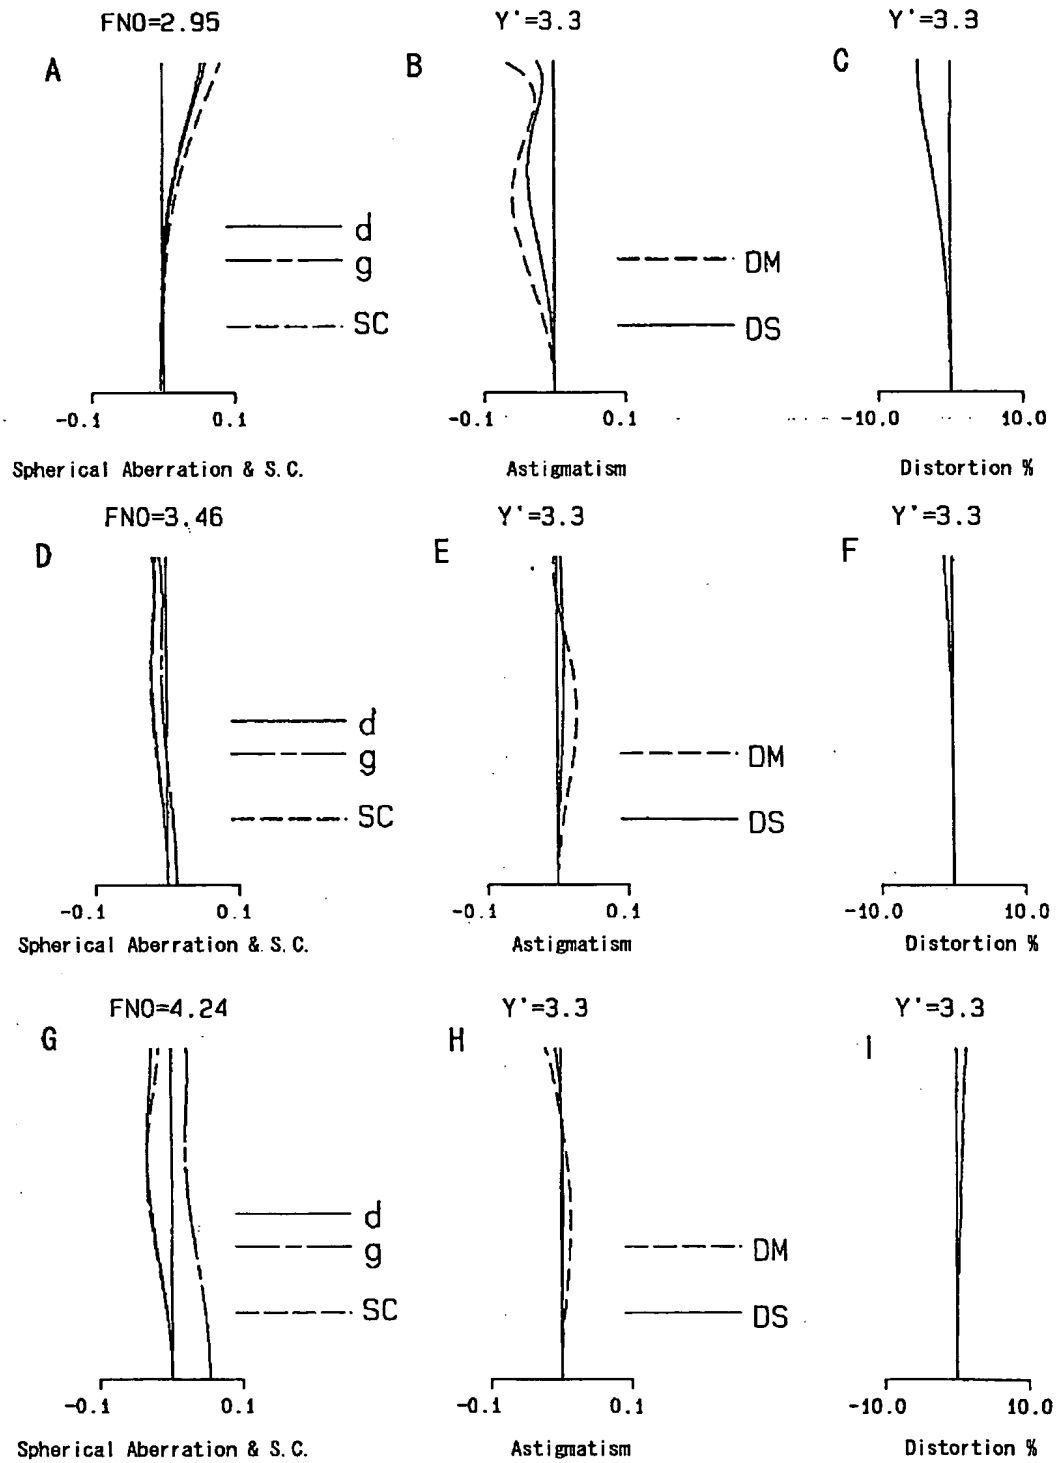 FNO=2.95 Y'=3.3 Y'=3.3
A B C
d
g DM
SC DS
-0.1 0.1 -0.1 0.1 -10.0 10.0
Spherical Aberration & S.C. Astigmatism Distortion %
FNO=3.46 Y'=3.3 Y'=3.3
D E F
d
g DM
SC DS
-0.1 0.1 -0.1 0.1 -10.0 10.0
Spherical Aberration & S.C. Astigmatism Distortion %
FNO=4.24 Y'=3.3 Y'=3.3
G H I
d
g DM
SC DS
-0.1 0.1 -0.1 0.1 -10.0 10.0
Spherical Aberration & S.C. Astigmatism Distortion %